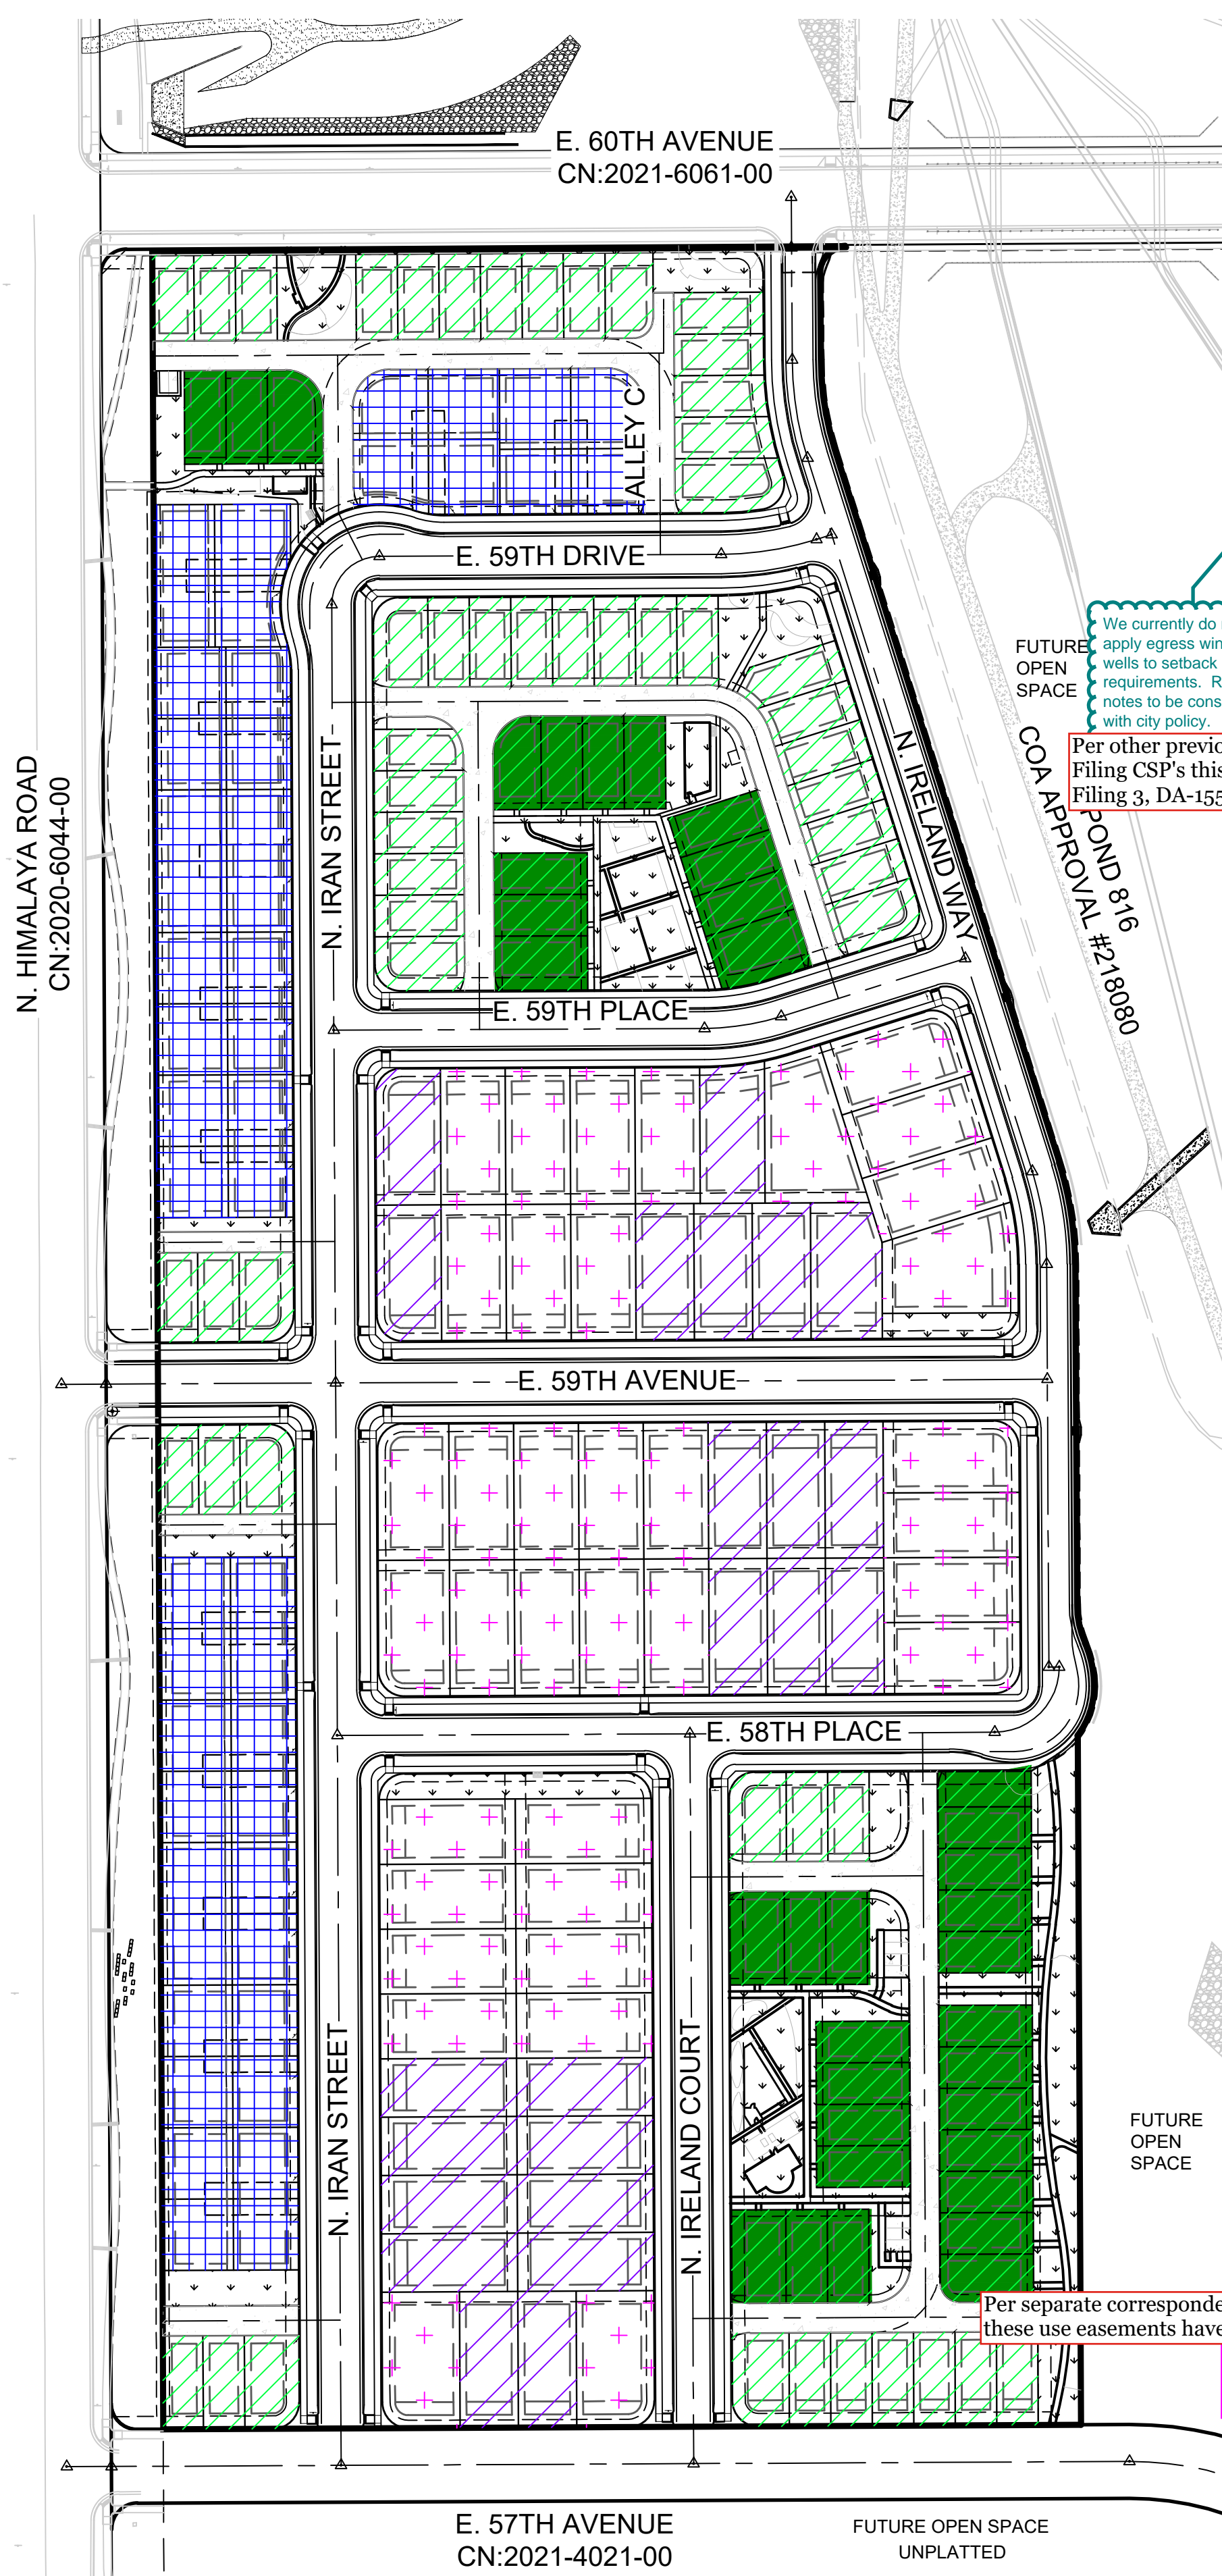 E. 60TH AVENUE
CN:2021-6061-00
ALLEY C
E. 59TH DRIVE
We currently do
apply egress win
wells to setback
requirements. R
notes to be cons
with city policy.
FUTURE
OPEN
SPACE
Per other previo
Filing CSP's this
Filing 3, DA-155
N. HIMALAYA ROAD
CN:2020-6044-00
N. IRAN STREET
N. IRELAND WAY
POND 816
COA APPROVAL #218080
E. 59TH PLACE
E. 59TH AVENUE
E. 58TH PLACE
N. IRAN STREET
N. IRELAND COURT
FUTURE
OPEN
SPACE
Per separate corresponde
these use easements have
E. 57TH AVENUE
CN:2021-4021-00
FUTURE OPEN SPACE
UNPLATTED